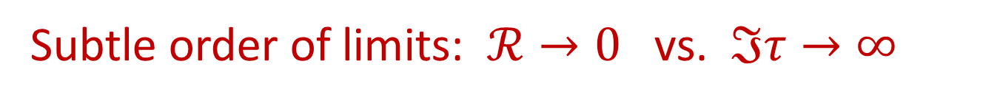 Subtle order of limits: ℛ → 0 vs. ℑτ → ∞